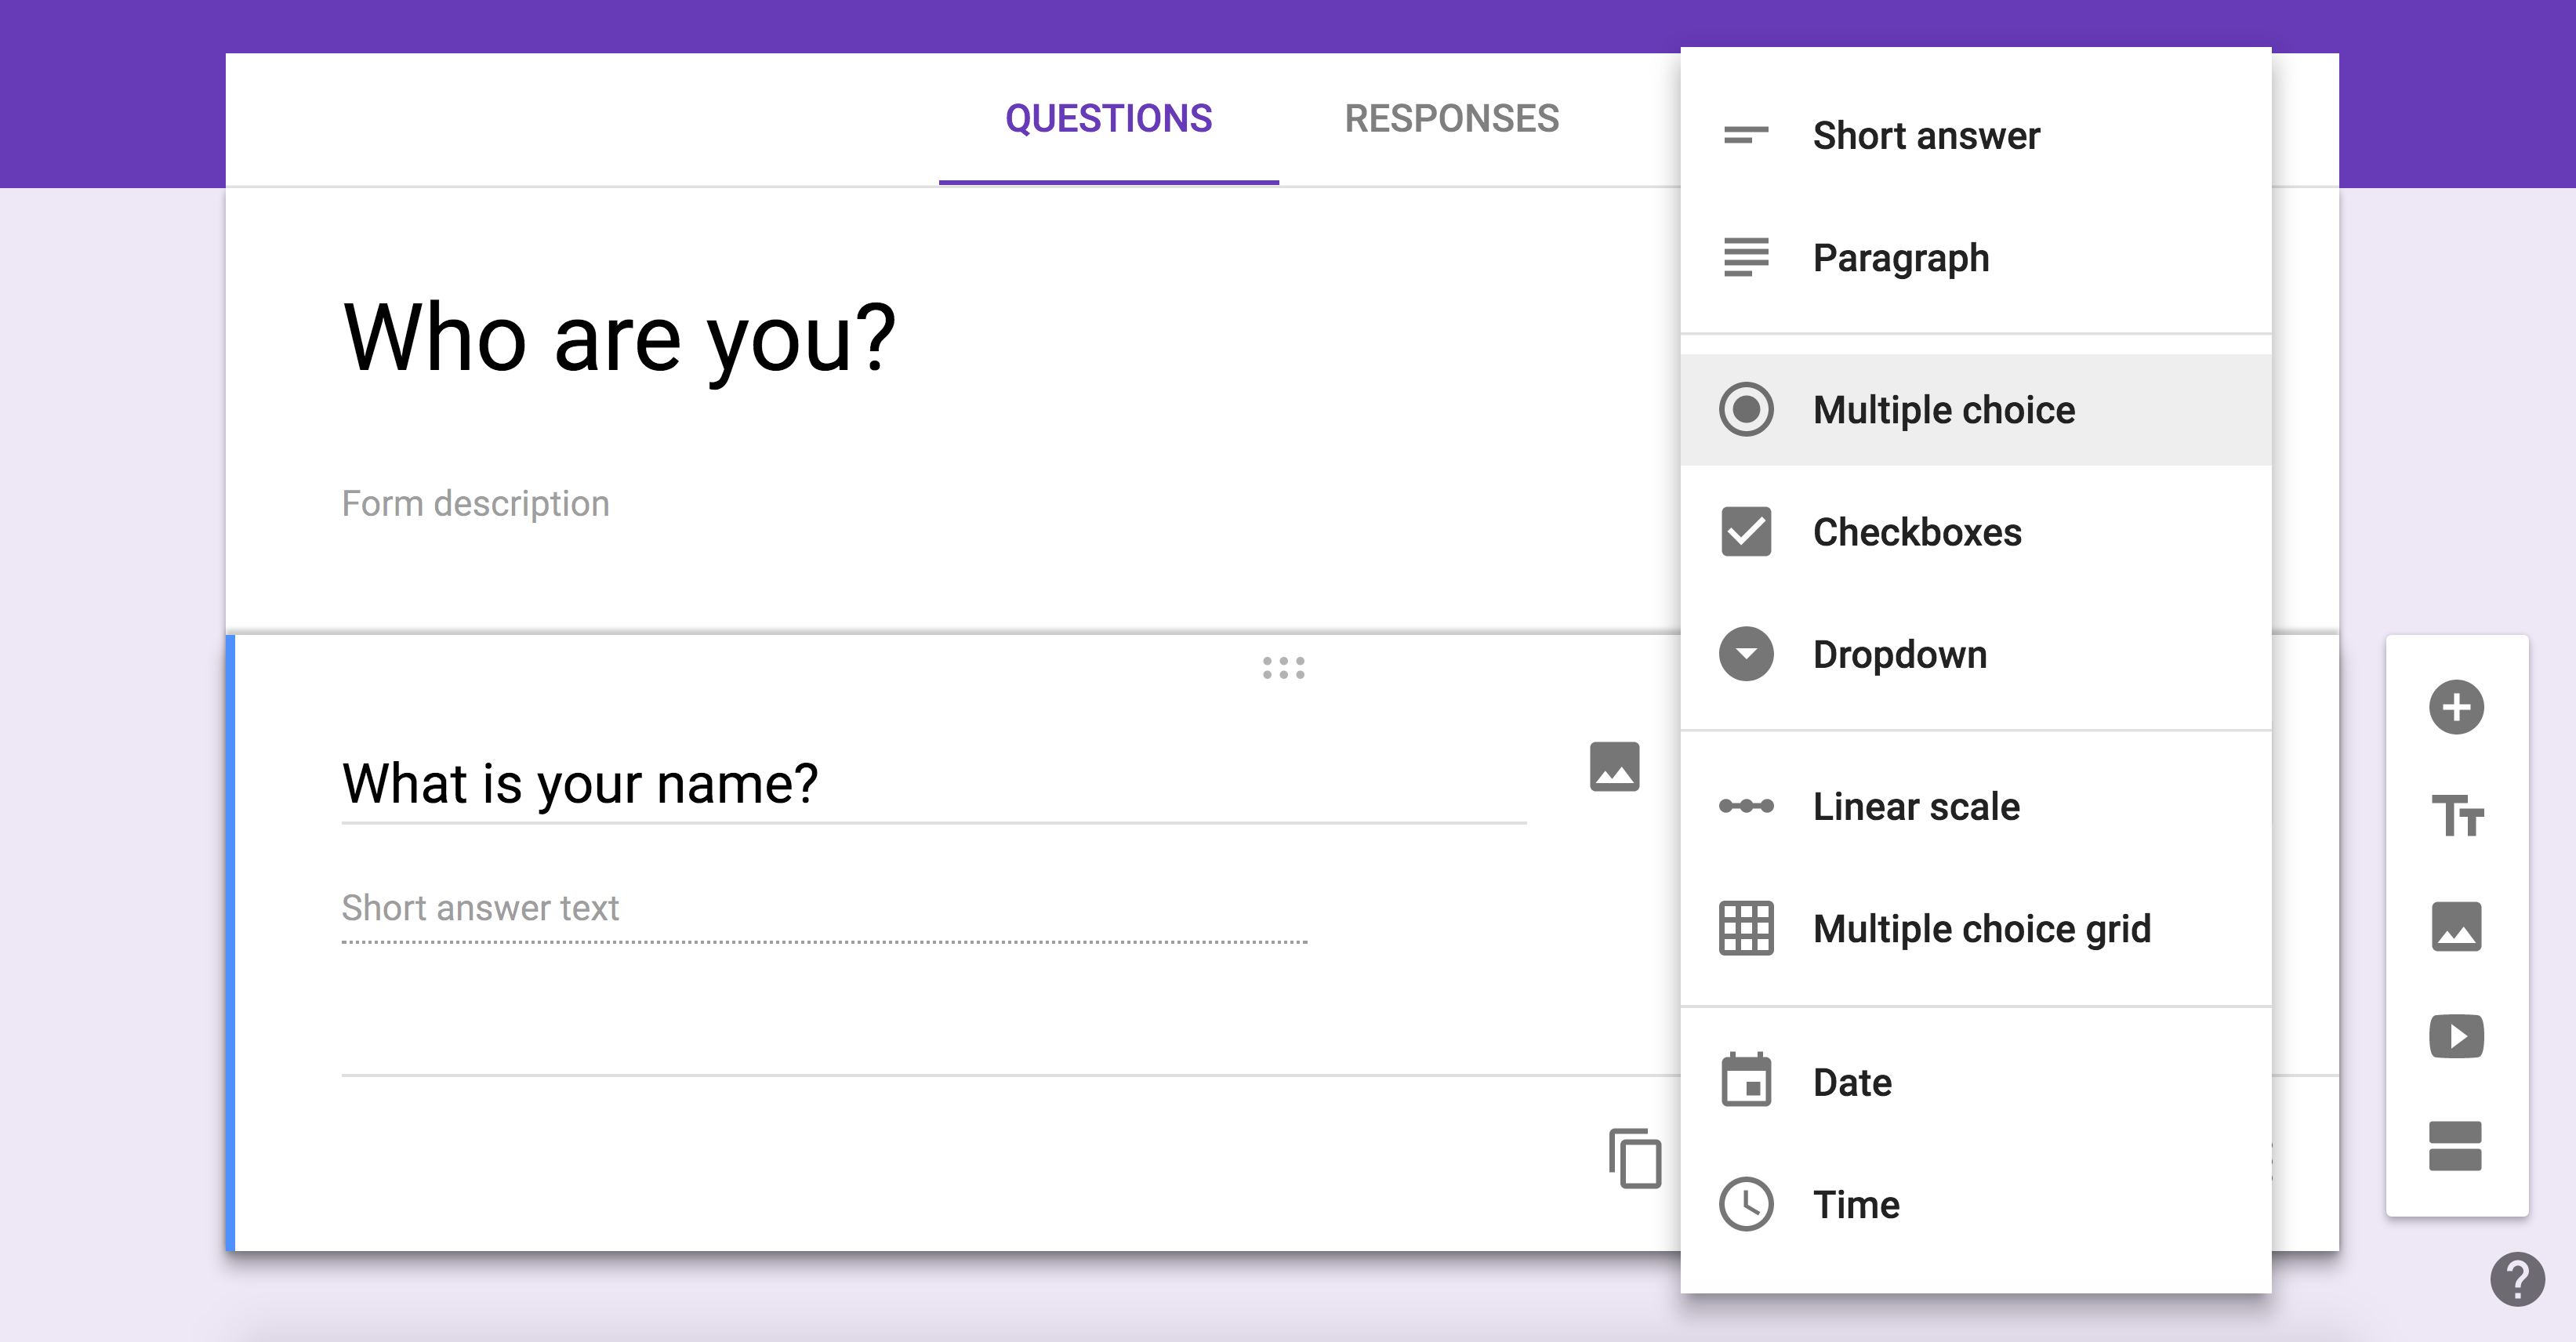 QUESTIONS
RESPONSES
Who are you?
Form description
What is your name?
Short answer text
Short answer
Paragraph
Multiple choice
Checkboxes
Dropdown
Linear scale
Multiple choice grid
Date
Time